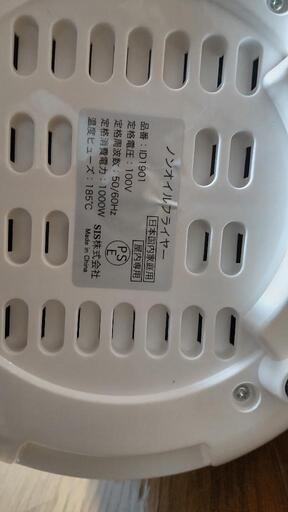 ノンオイルフライヤー
日本国内家庭用 屋内専用
品番：ID1901
定格電圧：100V
定格周波数：50/60Hz
定格消費電力：1000W
温度ヒューズ：185℃
PS
E
SIS株式会社
Made in China